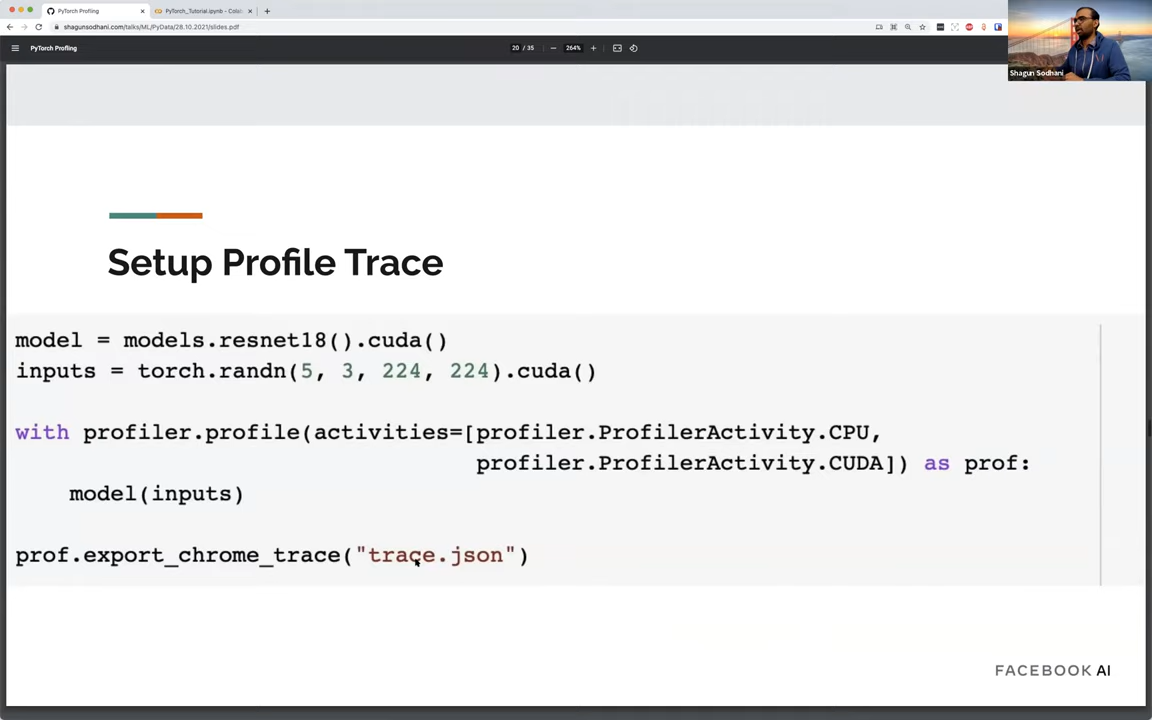 PyTorch Profling
PyTorch_Tutorial.ipynb - Colab
shagunsodhani.com/talks/ML/PyData/28.10.2021/slides.pdf
PyTorch Profling
20 / 35
264%
Shagun Sodhani
Setup Profile Trace
model = models.resnet18().cuda()
inputs = torch.randn(5, 3, 224, 224).cuda()
with profiler.profile(activities=[profiler.ProfilerActivity.CPU,
profiler.ProfilerActivity.CUDA]) as prof:
model(inputs)
prof.export_chrome_trace("trace.json")
FACEBOOK AI